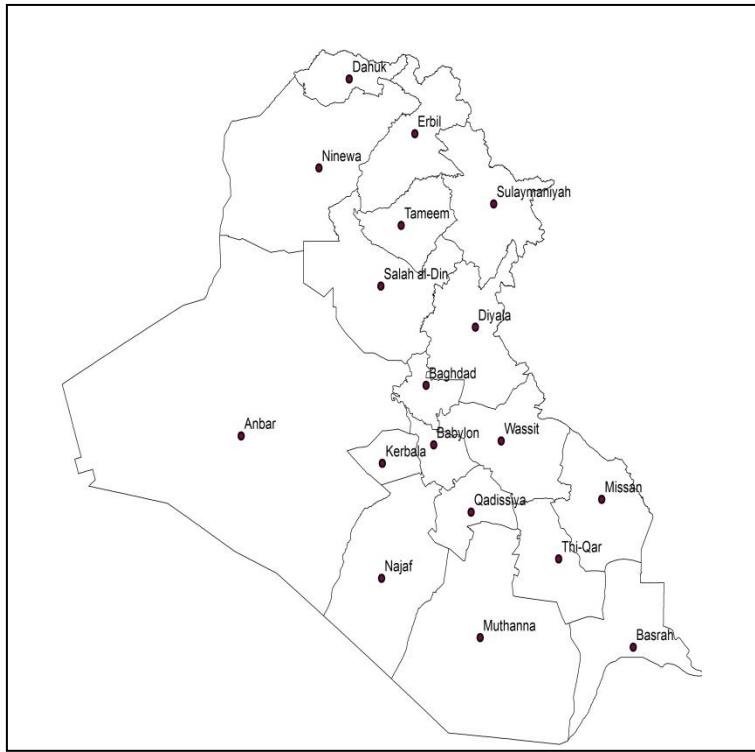 Dahuk
Erbil
Ninewa
Sulaymaniyah
Tameem
Salah al-Din
Diyala
Baghdad
Anbar
Babylon
Wassit
Kerbala
Missan
Qadissiya
Thi-Qar
Najaf
Muthanna
Basrah